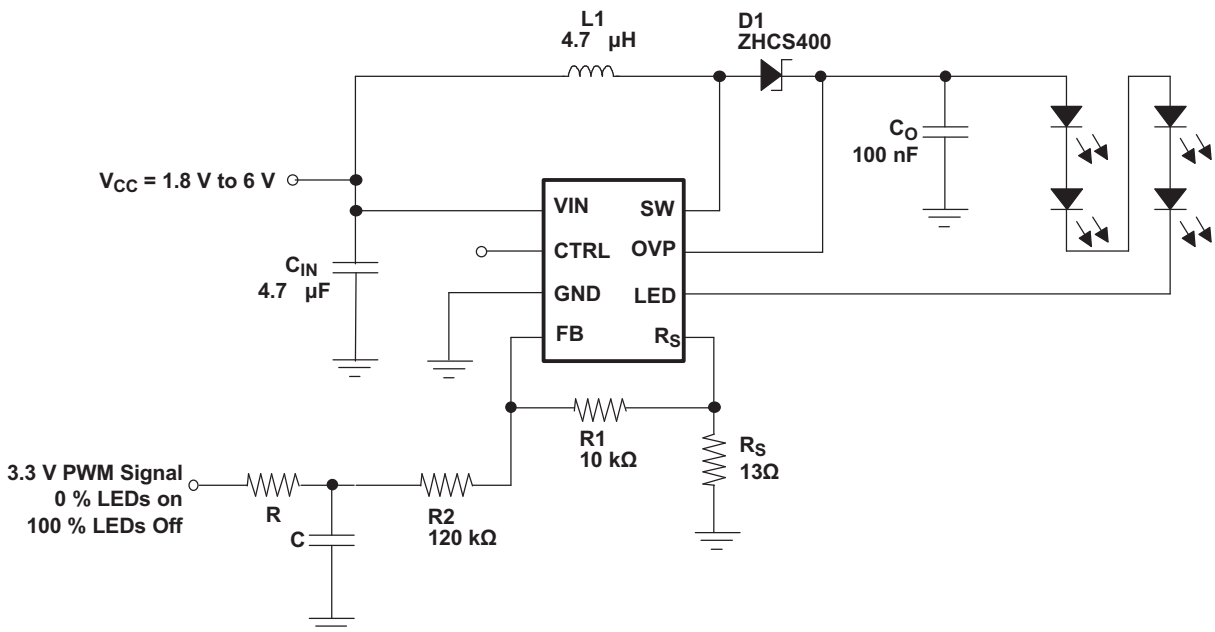 L1
4.7 µH
D1
ZHCS400
CO
100 nF
VCC = 1.8 V to 6 V
CIN
4.7 µF
VIN
CTRL
GND
FB
SW
OVP
LED
RS
R1
10 kΩ
RS
13Ω
3.3 V PWM Signal
0 % LEDs on
100 % LEDs Off
R
C
R2
120 kΩ